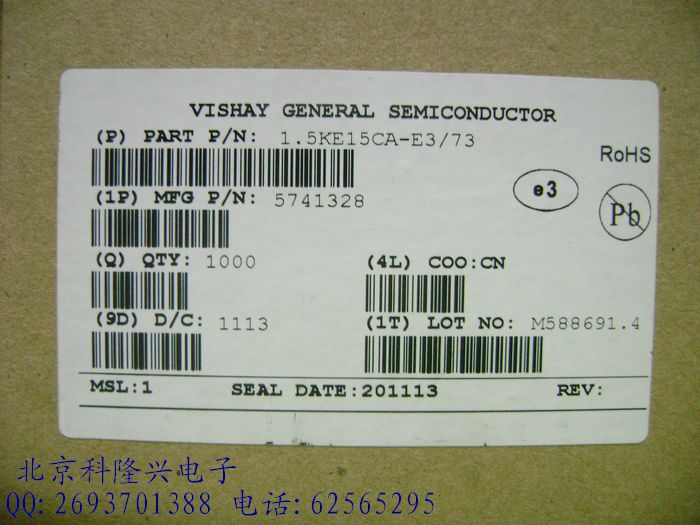 VISHAY GENERAL SEMICONDUCTOR
(P) PART P/N: 1.5KE15CA-E3/73
RoHS
(1P) MFG P/N: 5741328
e3
Pb
(Q) QTY: 1000
(4L) COO:CN
(9D) D/C: 1113
(1T) LOT NO: M588691.4
MSL:1 SEAL DATE:201113 REV:
北京科隆兴电子
QQ: 2693701388 电话: 62565295